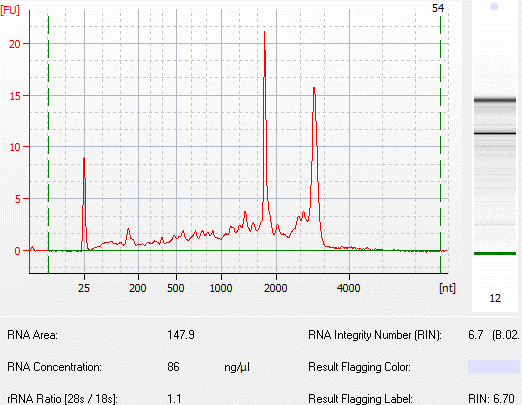 [FU]
54
20
15
10
5
0
25 200 500 1000 2000 4000 [nt]
12
RNA Area: 147.9 RNA Integrity Number (RIN): 6.7 (B.02.
RNA Concentration: 86 ng/µl Result Flagging Color:
rRNA Ratio [28s / 18s]: 1.1 Result Flagging Label: RIN: 6.70